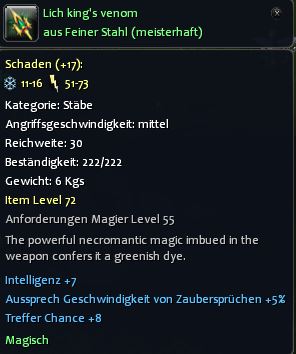 Lich king's venom
aus Feiner Stahl (meisterhaft)
Schaden (+17):
11-16 51-73
Kategorie: Stäbe
Angriffsgeschwindigkeit: mittel
Reichweite: 30
Beständigkeit: 222/222
Gewicht: 6 Kgs
Item Level 72
Anforderungen Magier Level 55
The powerful necromantic magic imbued in the
weapon confers it a greenish dye.
Intelligenz +7
Aussprech Geschwindigkeit von Zaubersprüchen +5%
Treffer Chance +8
Magisch